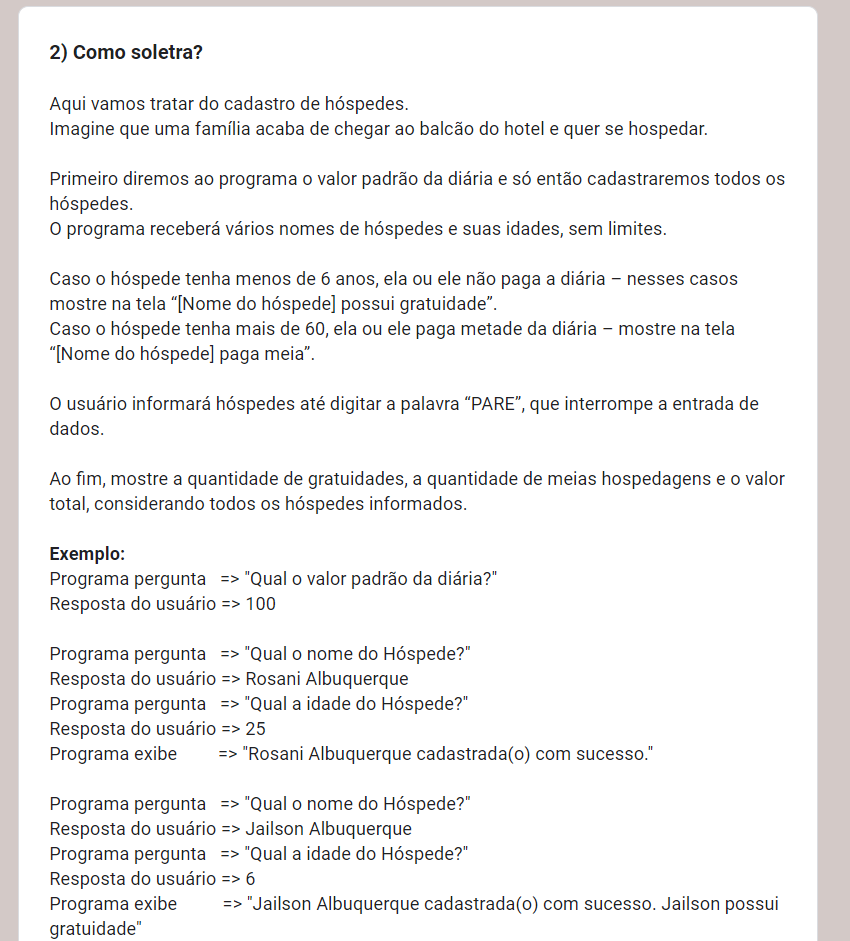 2) Como soletra?
Aqui vamos tratar do cadastro de hóspedes.
Imagine que uma família acaba de chegar ao balcão do hotel e quer se hospedar.
Primeiro diremos ao programa o valor padrão da diária e só então cadastraremos todos os
hóspedes.
O programa receberá vários nomes de hóspedes e suas idades, sem limites.
Caso o hóspede tenha menos de 6 anos, ela ou ele não paga a diária – nesses casos
mostre na tela “[Nome do hóspede] possui gratuidade”.
Caso o hóspede tenha mais de 60, ela ou ele paga metade da diária – mostre na tela
“[Nome do hóspede] paga meia”.
O usuário informará hóspedes até digitar a palavra “PARE”, que interrompe a entrada de
dados.
Ao fim, mostre a quantidade de gratuidades, a quantidade de meias hospedagens e o valor
total, considerando todos os hóspedes informados.
Exemplo:
Programa pergunta => "Qual o valor padrão da diária?"
Resposta do usuário => 100
Programa pergunta => "Qual o nome do Hóspede?"
Resposta do usuário => Rosani Albuquerque
Programa pergunta => "Qual a idade do Hóspede?"
Resposta do usuário => 25
Programa exibe => "Rosani Albuquerque cadastrada(o) com sucesso."
Programa pergunta => "Qual o nome do Hóspede?"
Resposta do usuário => Jailson Albuquerque
Programa pergunta => "Qual a idade do Hóspede?"
Resposta do usuário => 6
Programa exibe => "Jailson Albuquerque cadastrada(o) com sucesso. Jailson possui
gratuidade"